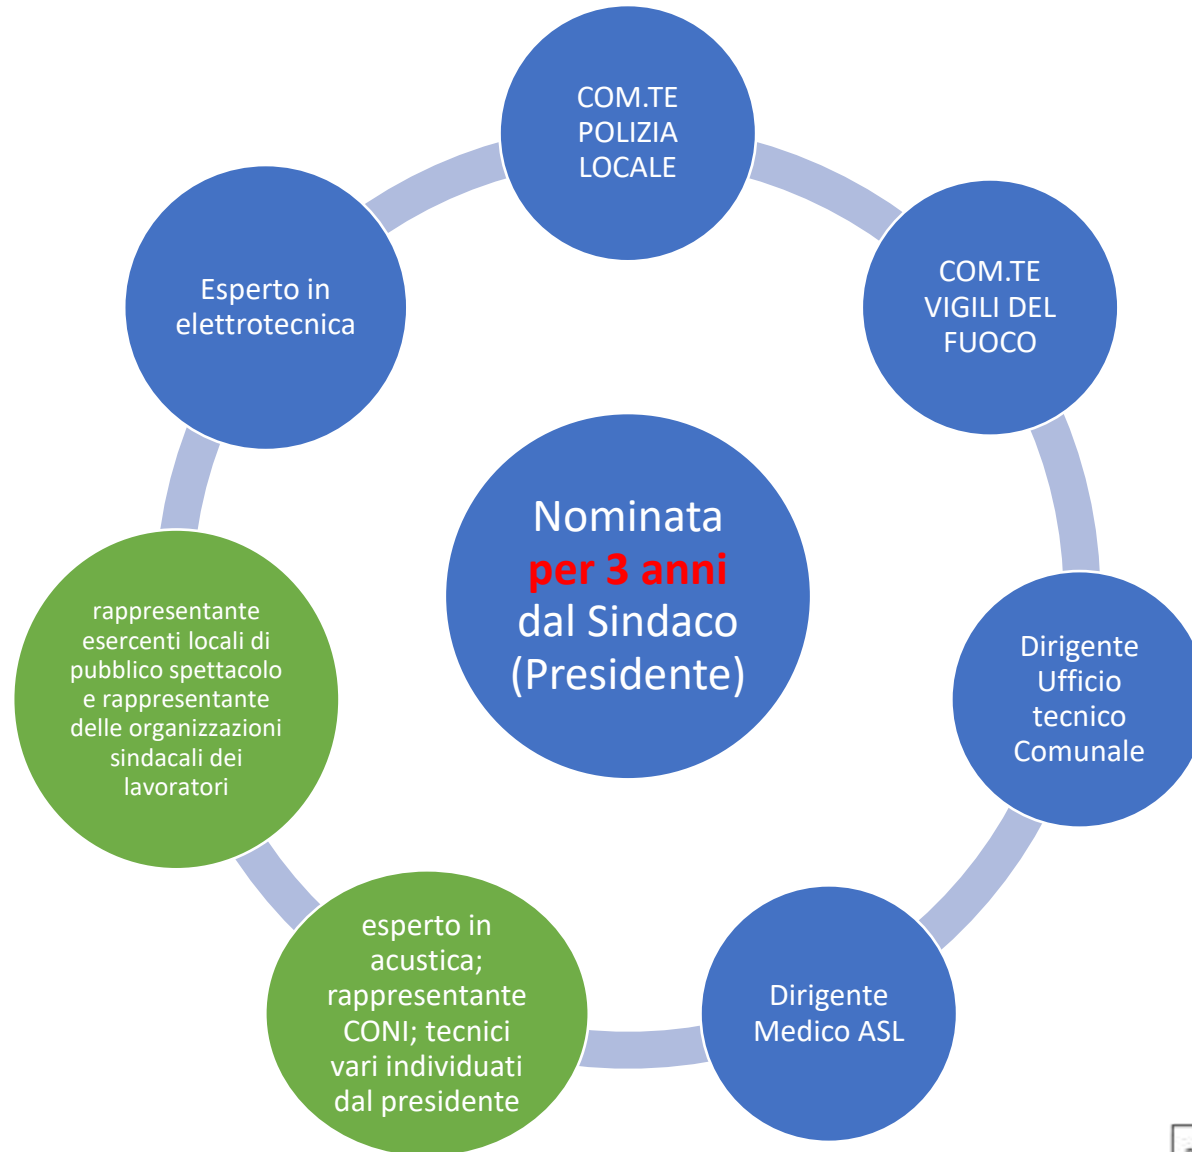 COM.TE
POLIZIA
LOCALE
COM.TE
VIGILI DEL
FUOCO
Dirigente
Ufficio
tecnico
Comunale
Dirigente
Medico ASL
esperto in
acustica;
rappresentante
CONI; tecnici
vari individuati
dal presidente
rappresentante
esercenti locali di
pubblico spettacolo
e rappresentante
delle organizzazioni
sindacali dei
lavoratori
Esperto in
elettrotecnica
Nominata
per 3 anni
dal Sindaco
(Presidente)